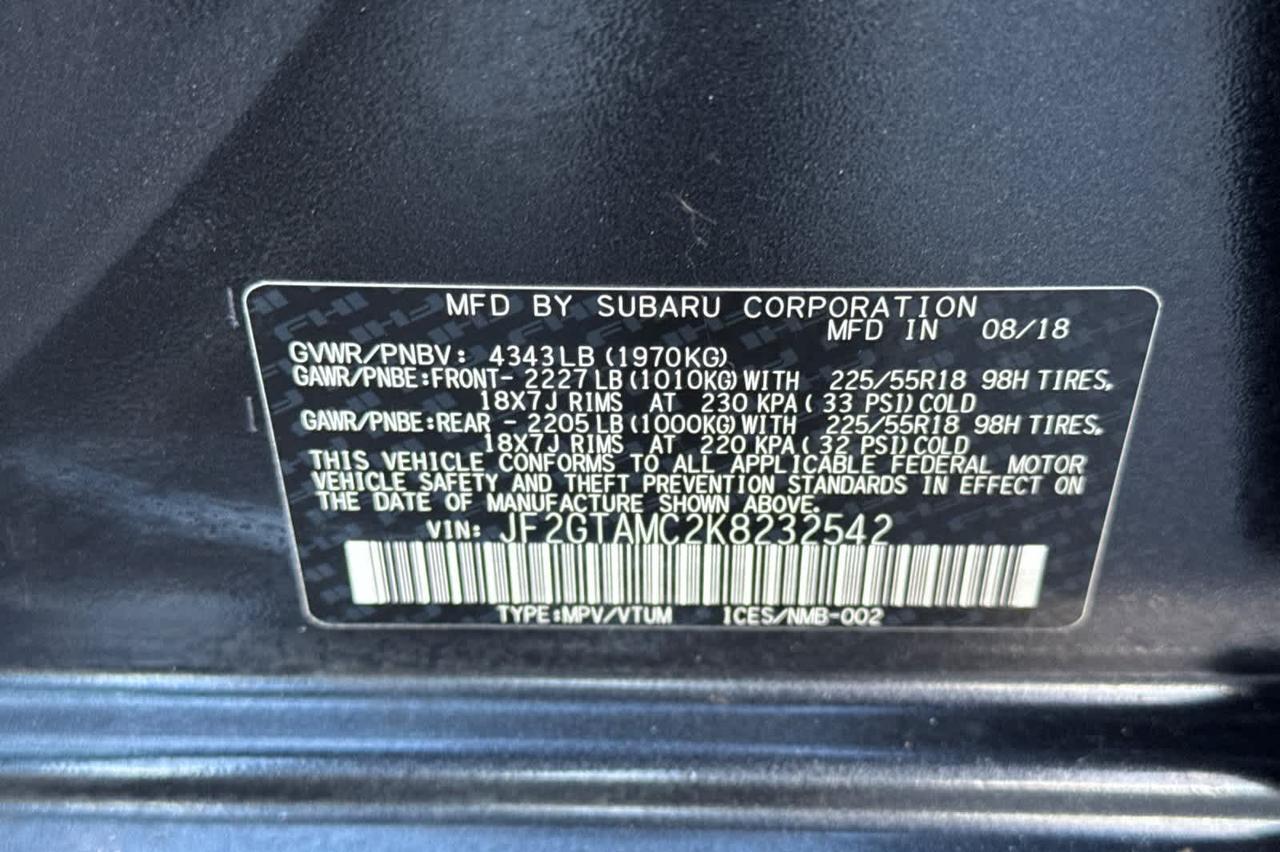 MFD BY SUBARU CORPORATION
MFD IN 08/18
GVWR/PNBV: 4343LB (1970KG)
GAWR/PNBE:FRONT- 2227LB (1010KG) WITH 225/55R18 98H TIRES,
18X7J RIMS AT 230 KPA ( 33 PSI) COLD
GAWR/PNBE:REAR - 2205LB (1000KG) WITH 225/55R18 98H TIRES,
18X7J RIMS AT 220 KPA ( 32 PSI) COLD
THIS VEHICLE CONFORMS TO ALL APPLICABLE FEDERAL MOTOR
VEHICLE SAFETY AND THEFT PREVENTION STANDARDS IN EFFECT ON
THE DATE OF MANUFACTURE SHOWN ABOVE.
VIN: JF2GTAMC2K8232542
TYPE:MPV/VTUM ICES/NMB-002